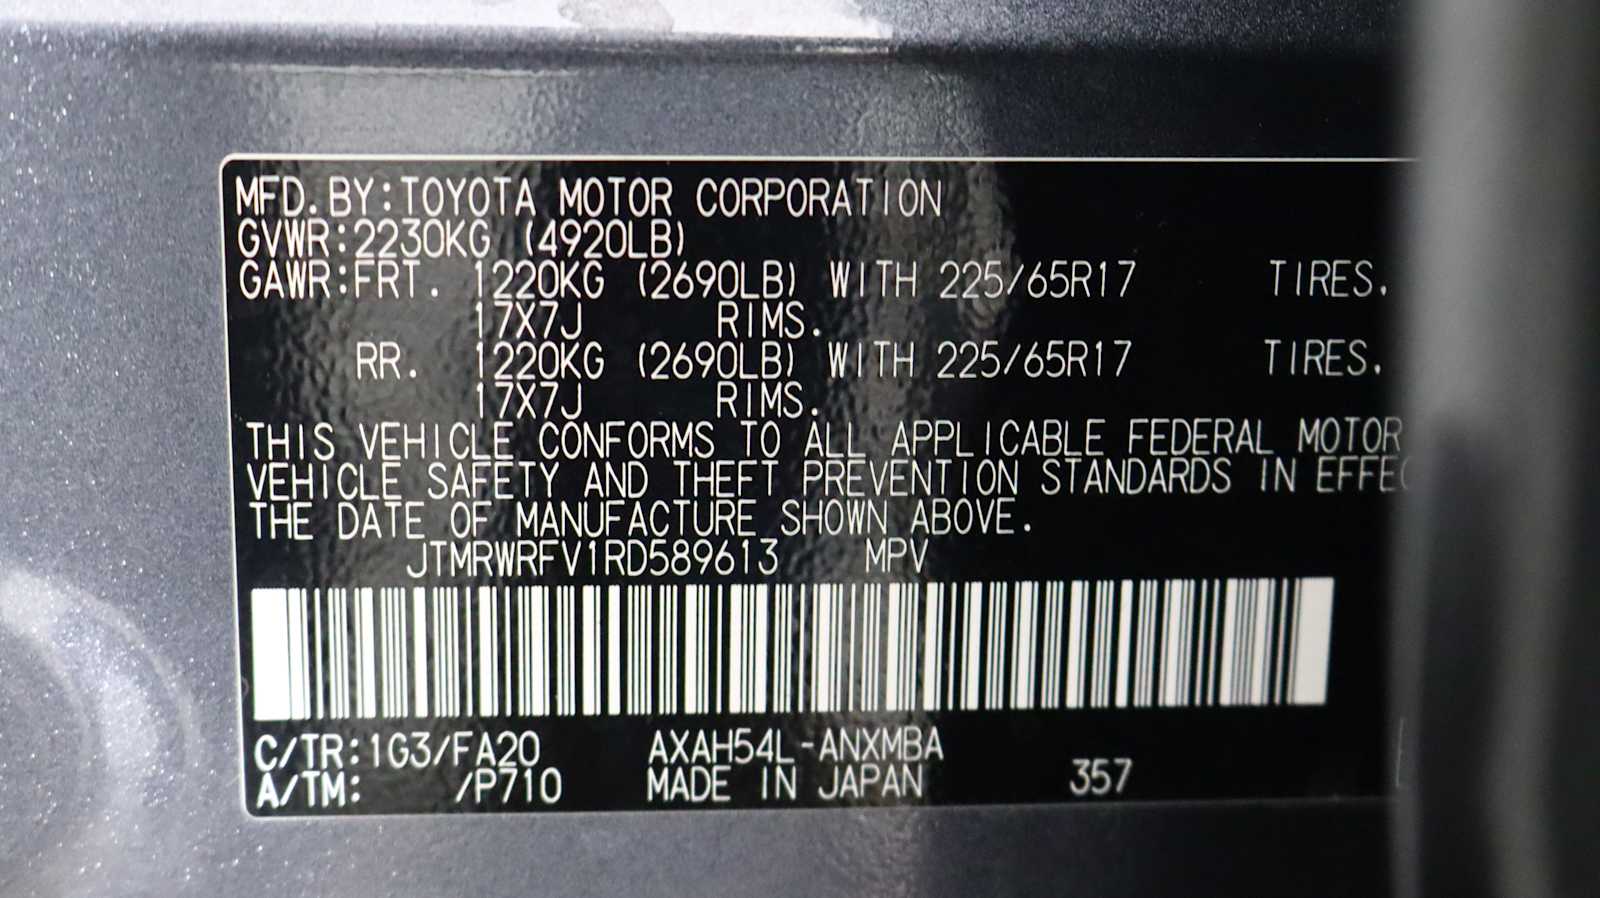 MFD.BY:TOYOTA MOTOR CORPORATION
GVWR:2230KG (4920LB)
GAWR:FRT. 1220KG (2690LB) WITH 225/65R17 TIRES.
17X7J RIMS.
RR. 1220KG (2690LB) WITH 225/65R17 TIRES.
17X7J RIMS.
THIS VEHICLE CONFORMS TO ALL APPLICABLE FEDERAL MOTOR
VEHICLE SAFETY AND THEFT PREVENTION STANDARDS IN
THE DATE OF MANUFACTURE SHOWN ABOVE.
JTMRWRFV1RD589613 MPV
C/TR:1G3/FA20 AXAH54L-ANXMBA
A/TM: /P710 MADE IN JAPAN 357